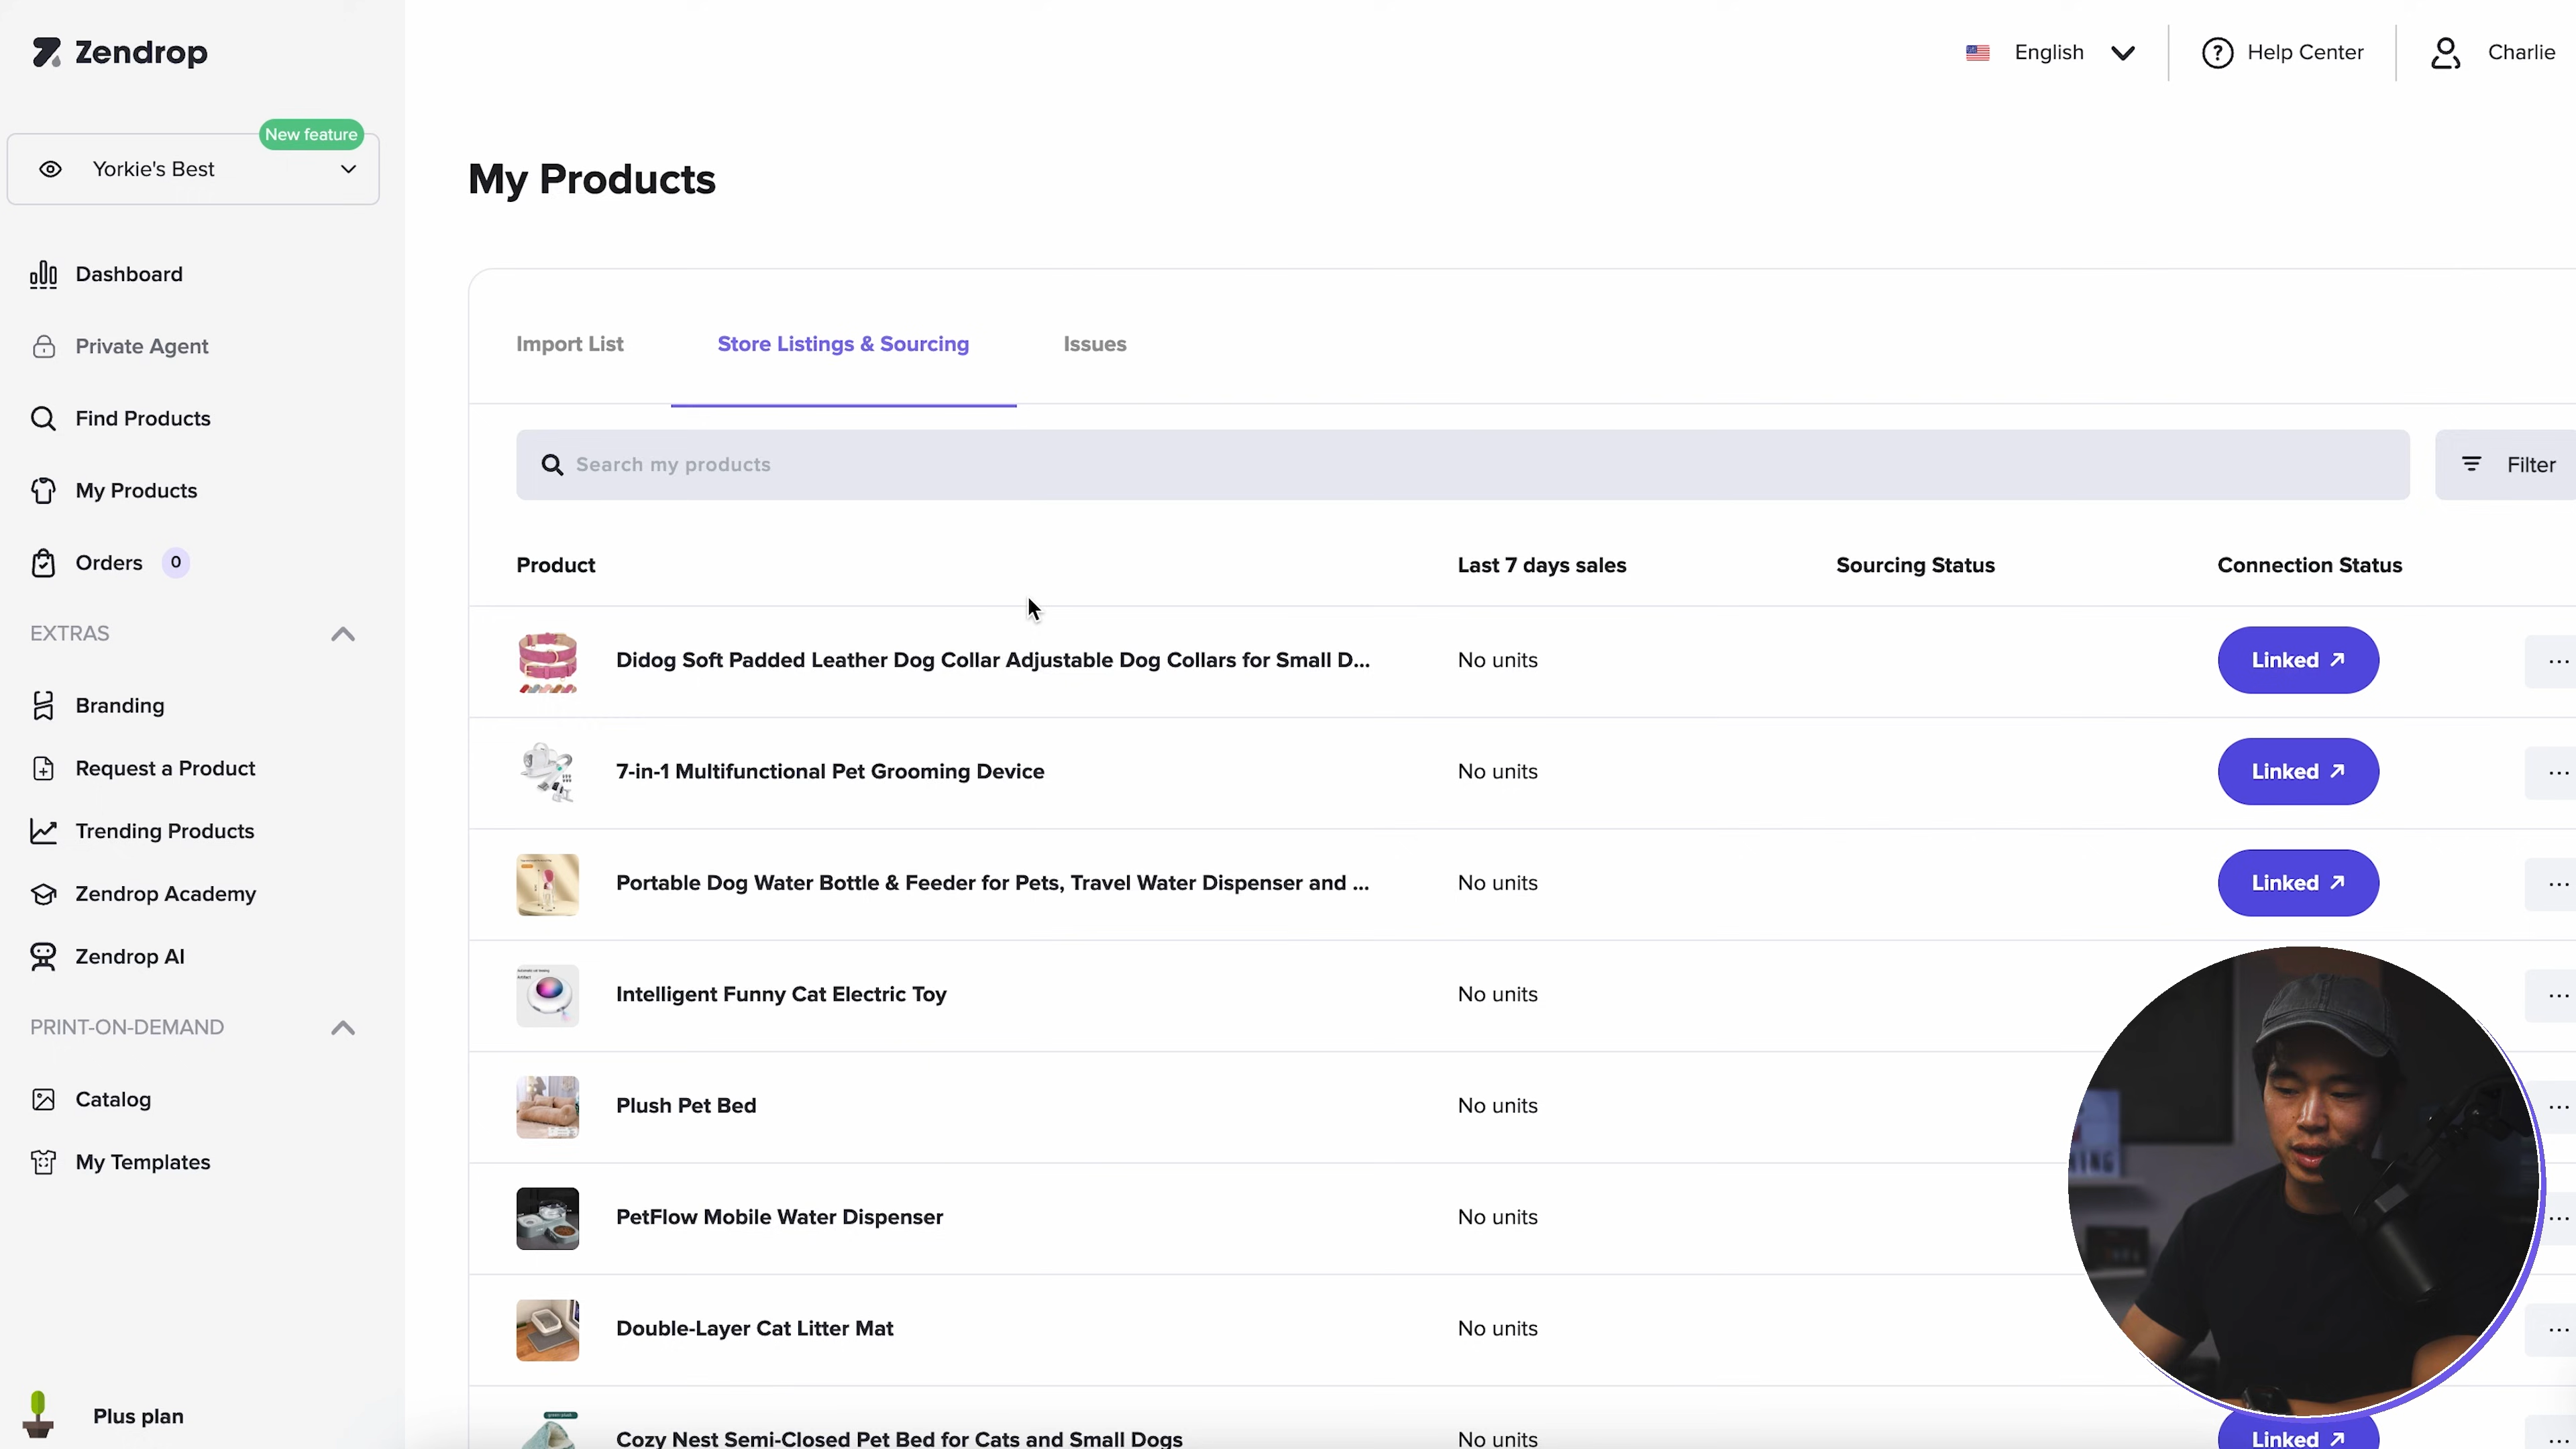 Zendrop
English
Help Center
Charlie
New feature
Yorkie's Best
My Products
Dashboard
Private Agent
Find Products
My Products
Orders 0
EXTRAS
Branding
Request a Product
Trending Products
Zendrop Academy
Zendrop AI
PRINT-ON-DEMAND
Catalog
My Templates
Plus plan
Import List
Store Listings & Sourcing
Issues
Search my products
Filter
Product
Last 7 days sales
Sourcing Status
Connection Status
Didog Soft Padded Leather Dog Collar Adjustable Dog Collars for Small D...
No units
Linked
7-in-1 Multifunctional Pet Grooming Device
No units
Linked
Portable Dog Water Bottle & Feeder for Pets, Travel Water Dispenser and ...
No units
Linked
Intelligent Funny Cat Electric Toy
No units
Plush Pet Bed
No units
PetFlow Mobile Water Dispenser
No units
Double-Layer Cat Litter Mat
No units
Cozy Nest Semi-Closed Pet Bed for Cats and Small Dogs
No units
Linked